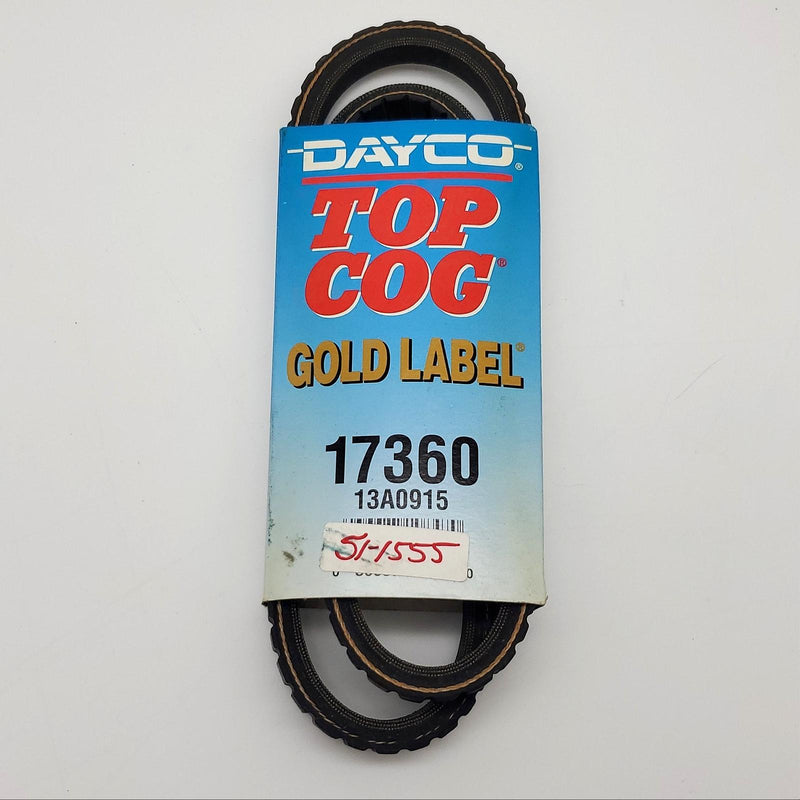 DAYCO®
TOP
COG®
GOLD LABEL®
17360
13A0915
51-1555